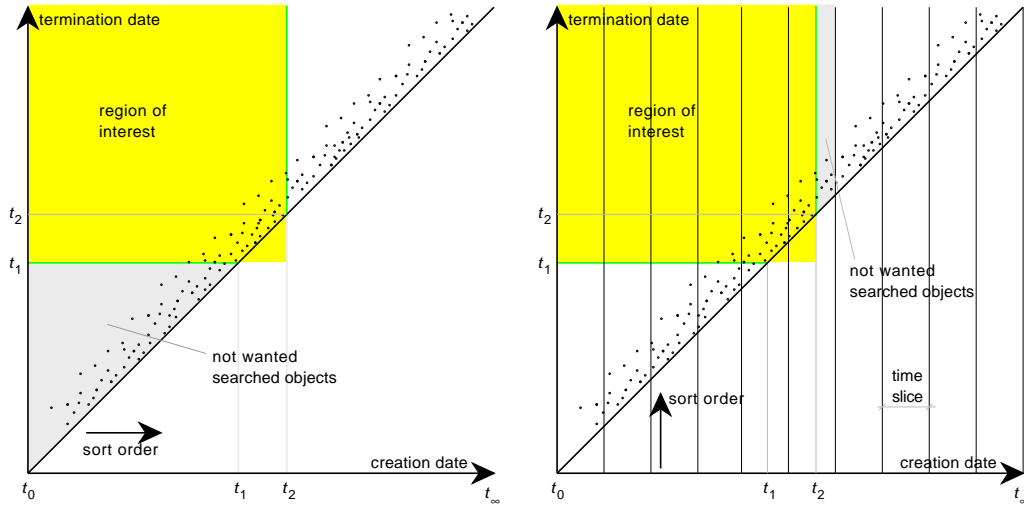 termination date
region of
interest
t2
t1
not wanted
searched objects
sort order
creation date
t0
t1
t2
t∞
termination date
region of
interest
t2
t1
not wanted
searched objects
time
slice
sort order
creation date
t0
t1
t2
t∞